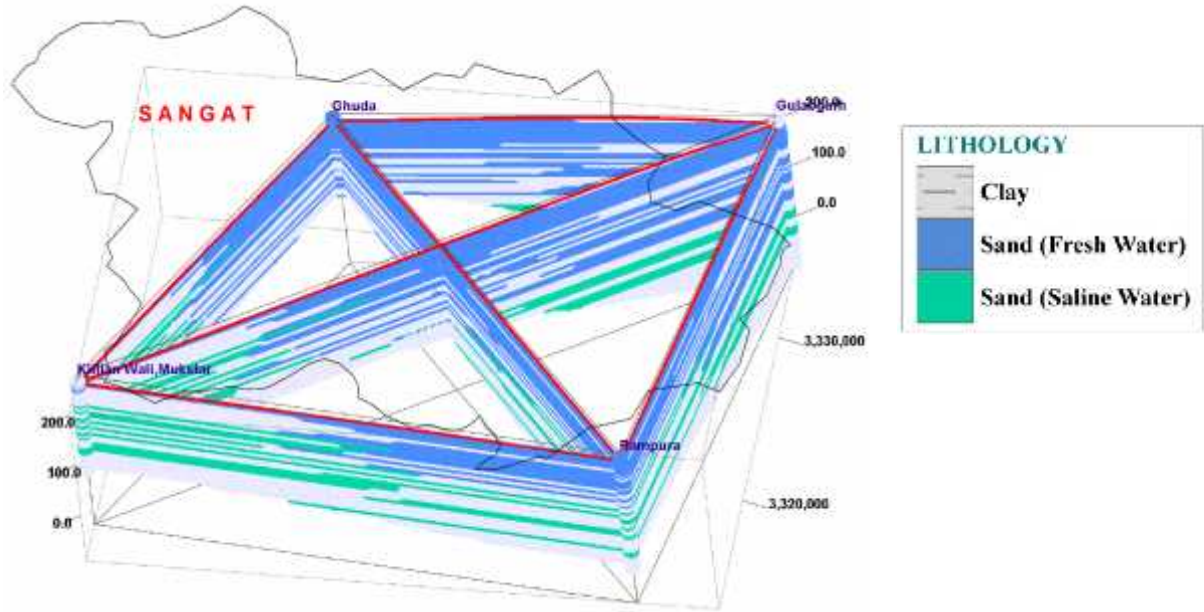 SANGAT
Ghuda
200.0
100.0
0.0
3,330,000
Rampura
200.0
100.0
0.0
3,320,000
LITHOLOGY
Clay
Sand (Fresh Water)
Sand (Saline Water)